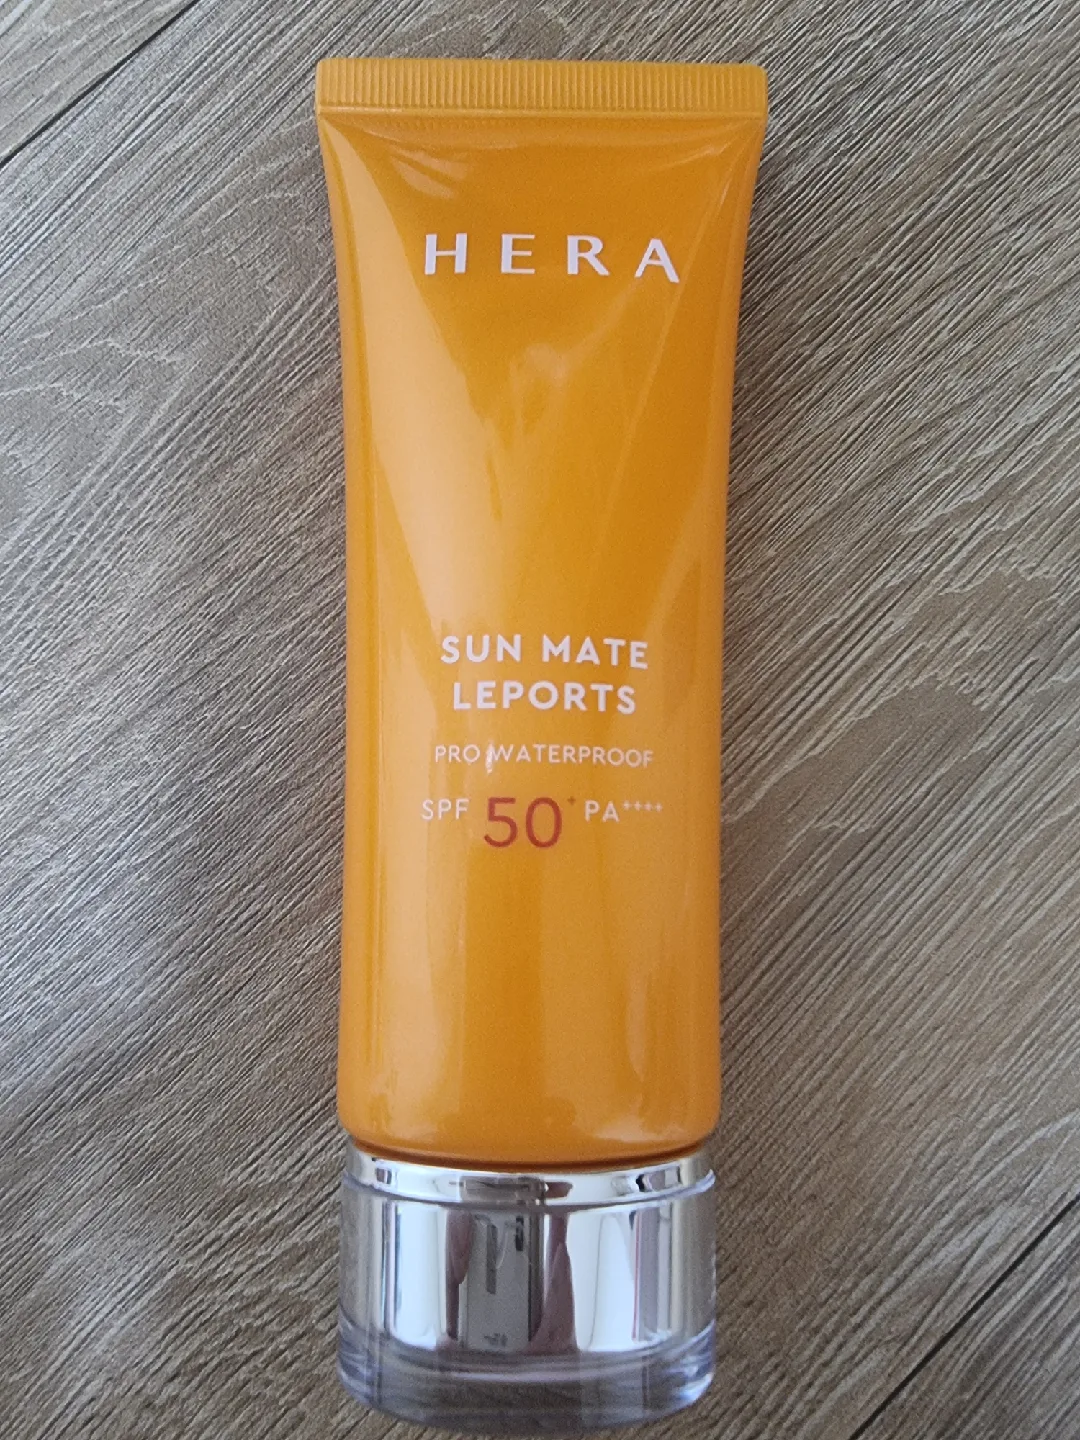 HERA
SUN MATE
LEPORTS
PRO WATERPROOF
SPF 50+ PA++++